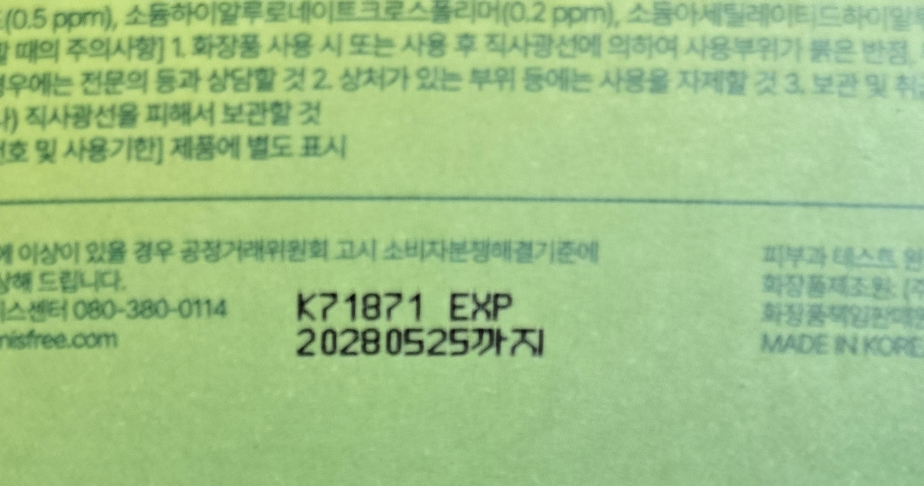 (0.5 ppm), 소듐하이알루로네이트크로스폴리머(0.2 ppm), 소듐아세틸레이티드하이알
때의 주의사항] 1. 화장품 사용 시 또는 사용 후 직사광선에 의하여 사용부위가 붉은 반점,
경우에는 전문의 등과 상담할 것 2. 상처가 있는 부위 등에는 사용을 자제할 것 3. 보관 및 취급
나) 직사광선을 피해서 보관할 것
번호 및 사용기한] 제품에 별도 표시
에 이상이 있을 경우 공정거래위원회 고시 소비자분쟁해결기준에
상해 드립니다.
비스센터 080-380-0114
nisfree.com
K71871 EXP
20280525까지
피부과 테스트 완
화장품제조원:
화장품책임판매
MADE IN KORE